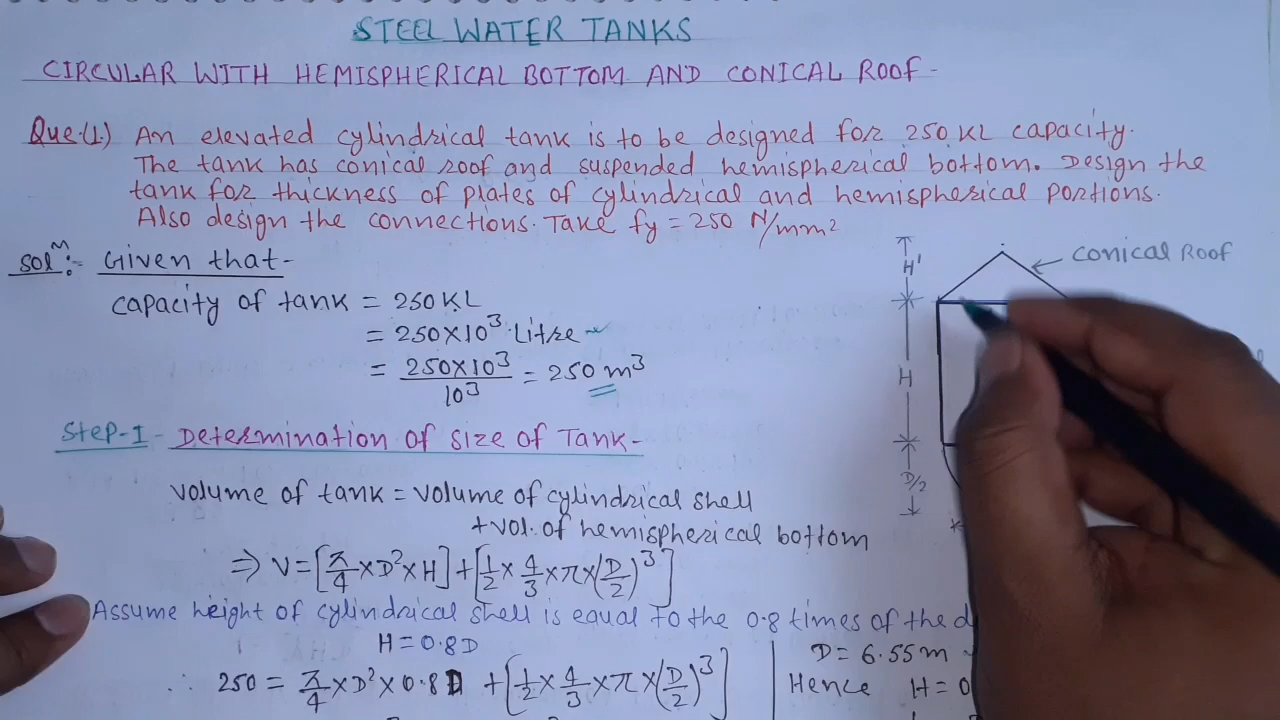 STEEL WATER TANKS
CIRCULAR WITH HEMISPHERICAL BOTTOM AND CONICAL ROOF-
Que.(1.) An elevated cylindrical tank is to be designed for 250 KL capacity.
The tank has conical roof and suspended hemispherical bottom. Design the
tank for thickness of plates of cylindrical and hemispherical portions.
Also design the connections. Take fy = 250 N/mm²
Solⁿ:- Given that-
capacity of tank = 250 KL
= 250×10³ Litre
= 250×10³/10³ = 250 m³
H'
conical Roof
H
D/2
Step-I - Determination of size of Tank-
volume of tank = volume of cylindrical shell
+ vol. of hemispherical bottom
⇒ V = [π/4 × D² × H] + [1/2 × 4/3 × π × (D/2)³]
Assume height of cylindrical shell is equal to the 0.8 times of the d
H = 0.8D
∴ 250 = π/4 × D² × 0.8 D + [1/2 × 4/3 × π × (D/2)³]
D = 6.55m
Hence H = 0